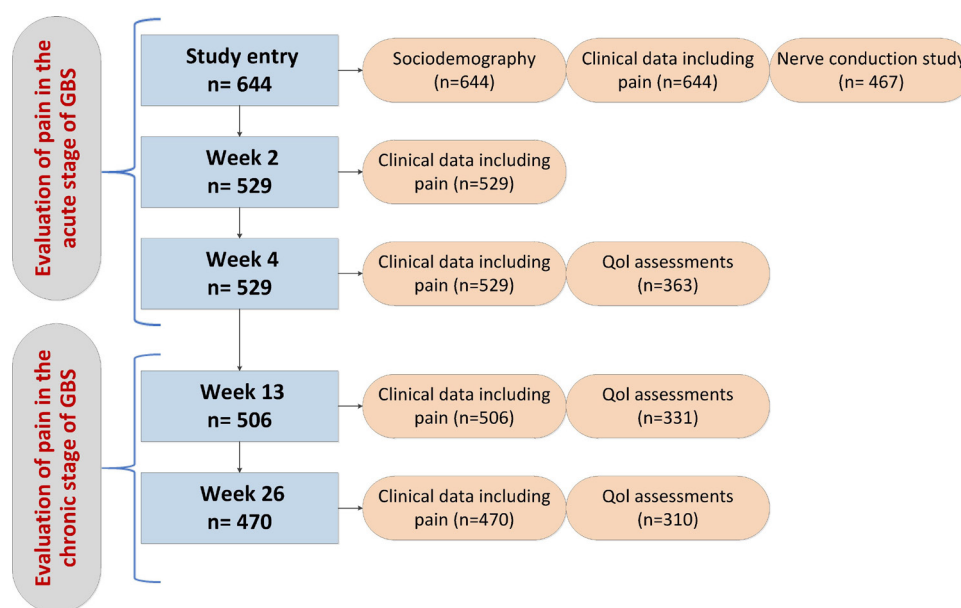 Evaluation of pain in the
acute stage of GBS
Study entry
n= 644
Sociodemography
(n=644)
Clinical data including
pain (n=644)
Nerve conduction study
(n= 467)
Week 2
n= 529
Clinical data including
pain (n=529)
Week 4
n= 529
Clinical data including
pain (n=529)
Qol assessments
(n=363)
Evaluation of pain in the
chronic stage of GBS
Week 13
n= 506
Clinical data including
pain (n=506)
Qol assessments
(n=331)
Week 26
n= 470
Clinical data including
pain (n=470)
Qol assessments
(n=310)